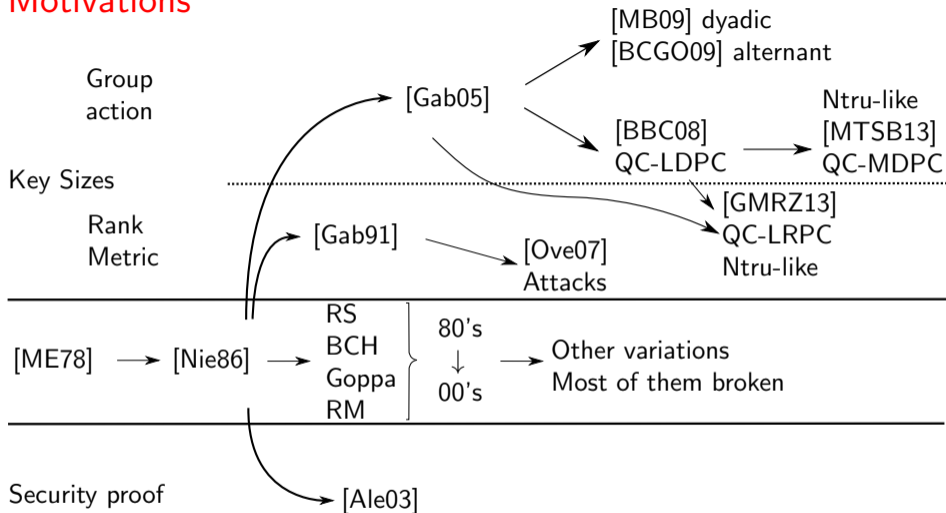 Motivations
[MB09] dyadic
[BCGO09] alternant
Group
action
[Gab05]
Ntru-like
[BBC08]
[MTSB13]
QC-LDPC
QC-MDPC
Key Sizes
[GMRZ13]
Rank
Metric
[Gab91]
QC-LRPC
[Ove07]
Ntru-like
Attacks
RS
80's
BCH
[ME78]
[Nie86]
Other variations
Goppa
Most of them broken
00's
RM
Security proof
[Ale03]